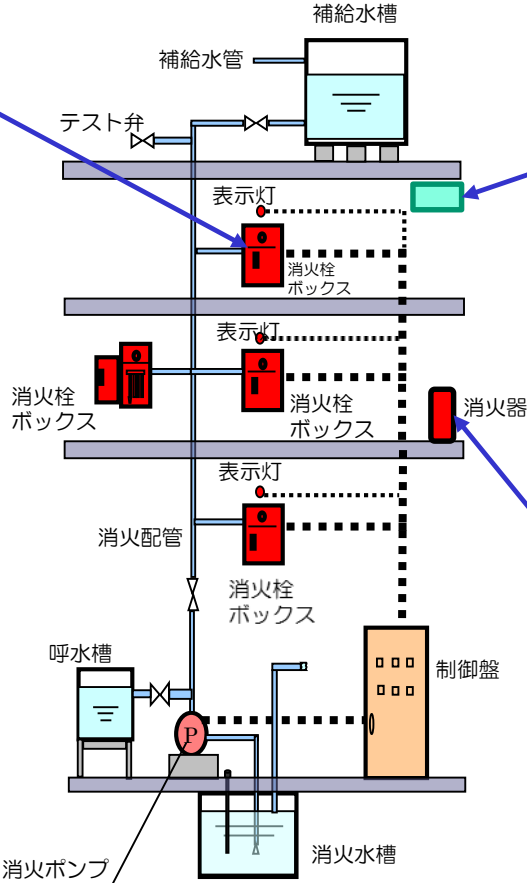 補給水槽
補給水管
テスト弁
表示灯
消火栓
ボックス
表示灯
消火栓
ボックス
消火栓
ボックス
消火器
表示灯
消火配管
消火栓
ボックス
呼水槽
制御盤
P
消火水槽
消火ポンプ